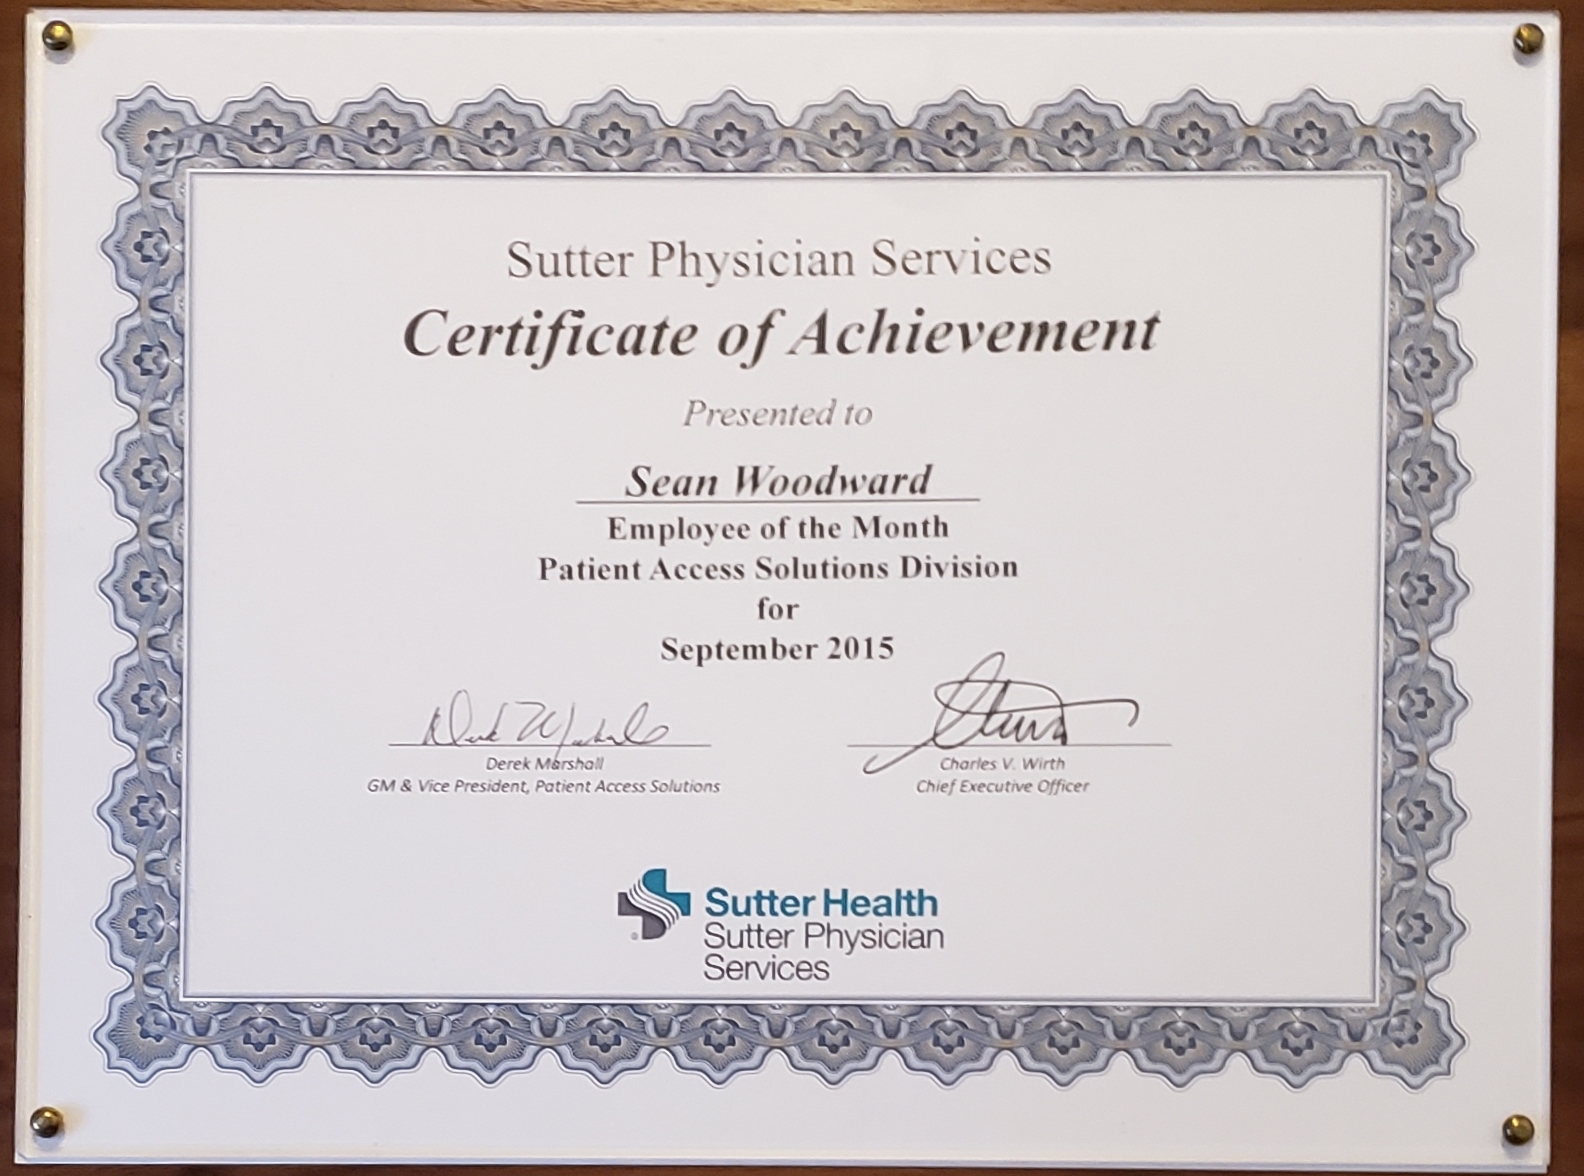 Sutter Physician Services
Certificate of Achievement
Presented to
Sean Woodward
Employee of the Month
Patient Access Solutions Division
for
September 2015
Derek Marshall
GM & Vice President, Patient Access Solutions
Charles V. Wirth
Chief Executive Officer
Sutter Health
Sutter Physician
Services